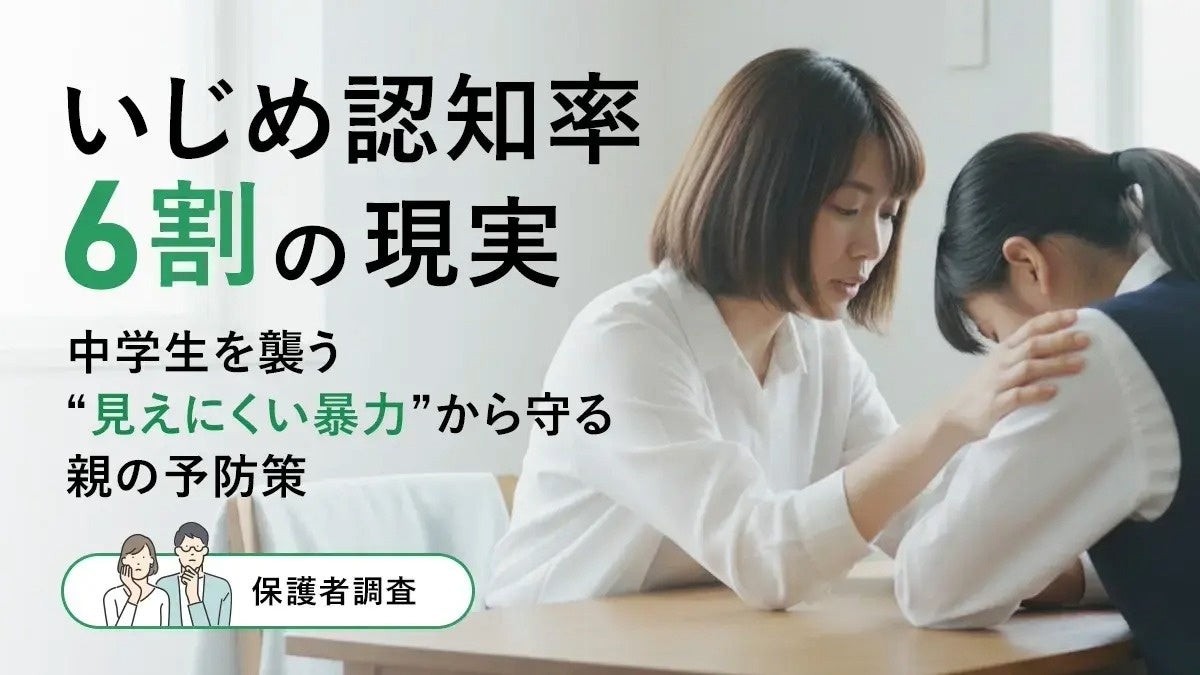 いじめ認知率
6割の現実
中学生を襲う
“見えにくい暴力”から守る
親の予防策
保護者調査